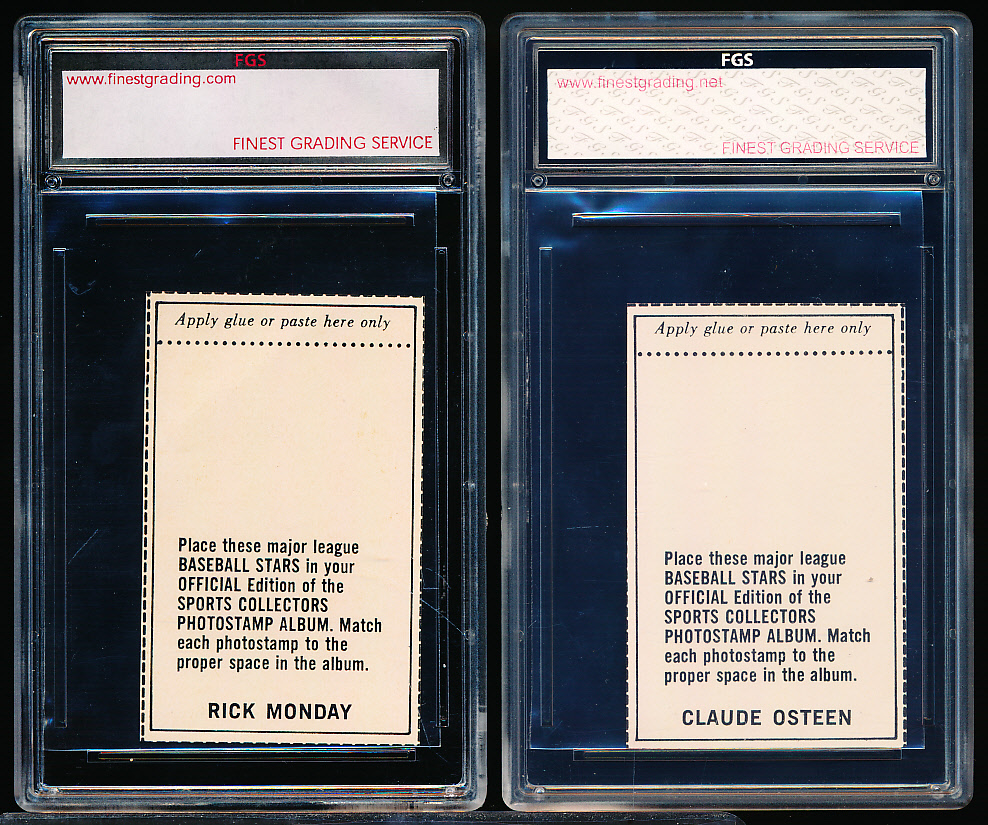 FGS
www.finestgrading.com
FINEST GRADING SERVICE
Apply glue or paste here only
Place these major league
BASEBALL STARS in your
OFFICIAL Edition of the
SPORTS COLLECTORS
PHOTOSTAMP ALBUM. Match
each photostamp to the
proper space in the album.
RICK MONDAY
FGS
www.finestgrading.net
FINEST GRADING SERVICE
Apply glue or paste here only
Place these major league
BASEBALL STARS in your
OFFICIAL Edition of the
SPORTS COLLECTORS
PHOTOSTAMP ALBUM. Match
each photostamp to the
proper space in the album.
CLAUDE OSTEEN